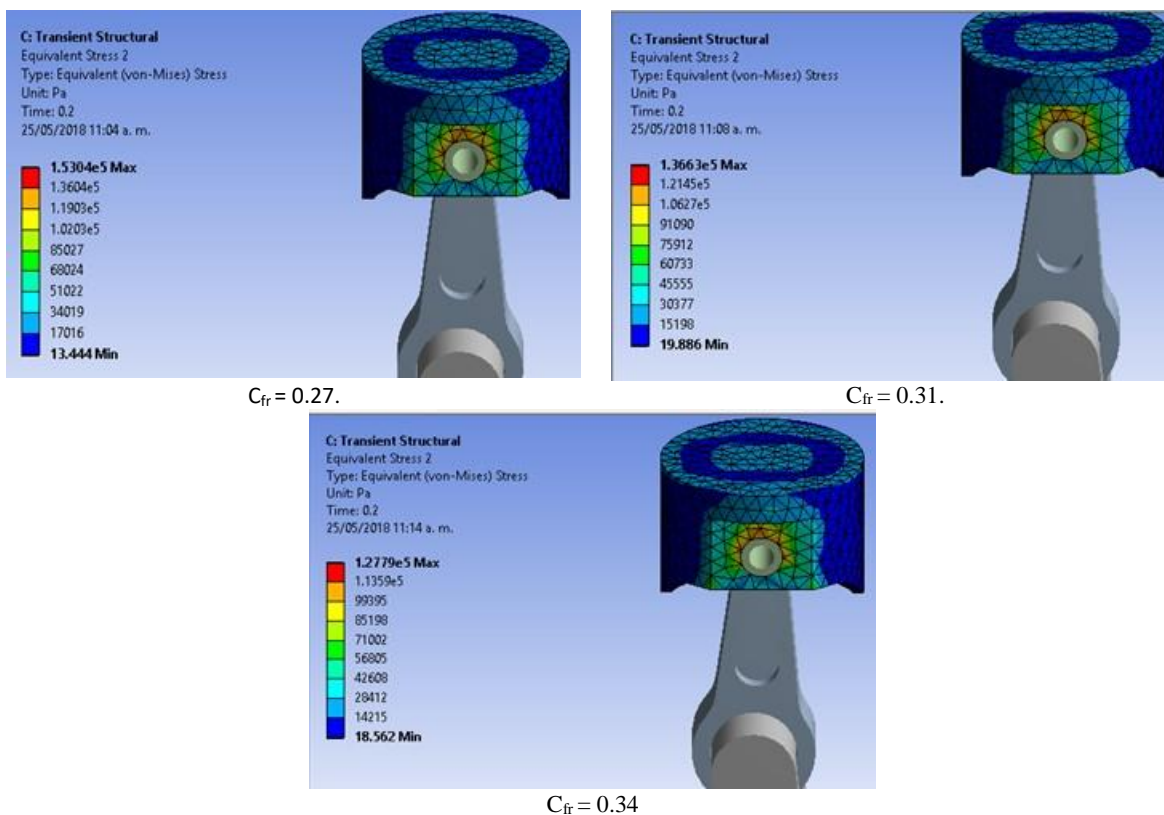 C: Transient Structural
Equivalent Stress 2
Type: Equivalent (von-Mises) Stress
Unit: Pa
Time: 0.2
25/05/2018 11:04 a. m.
1.5304e5 Max
1.3604e5
1.1903e5
1.0203e5
85027
68024
51022
34019
17016
13.444 Min
Cfr = 0.27.
C: Transient Structural
Equivalent Stress 2
Type: Equivalent (von-Mises) Stress
Unit: Pa
Time: 0.2
25/05/2018 11:08 a. m.
1.3663e5 Max
1.2145e5
1.0627e5
91090
75912
60733
45555
30377
15198
19.886 Min
Cfr = 0.31.
C: Transient Structural
Equivalent Stress 2
Type: Equivalent (von-Mises) Stress
Unit: Pa
Time: 0.2
25/05/2018 11:14 a. m.
1.2779e5 Max
1.1359e5
99395
85198
71002
56805
42608
28412
14215
18.562 Min
Cfr = 0.34